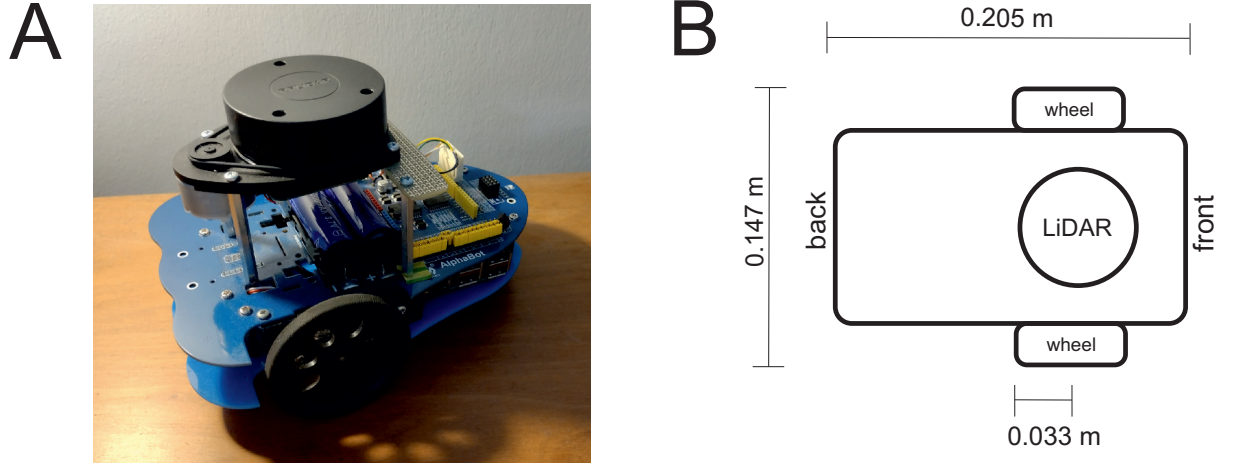 A
AlphaBot
B
0.205 m
wheel
0.147 m
back
LiDAR
front
wheel
0.033 m